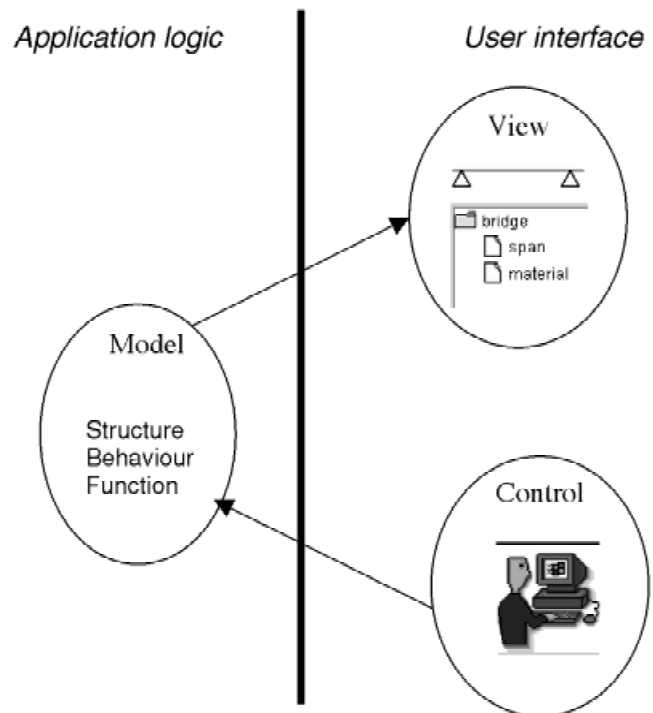 Application logic
User interface
View
bridge
span
material
Model
Structure
Behaviour
Function
Control